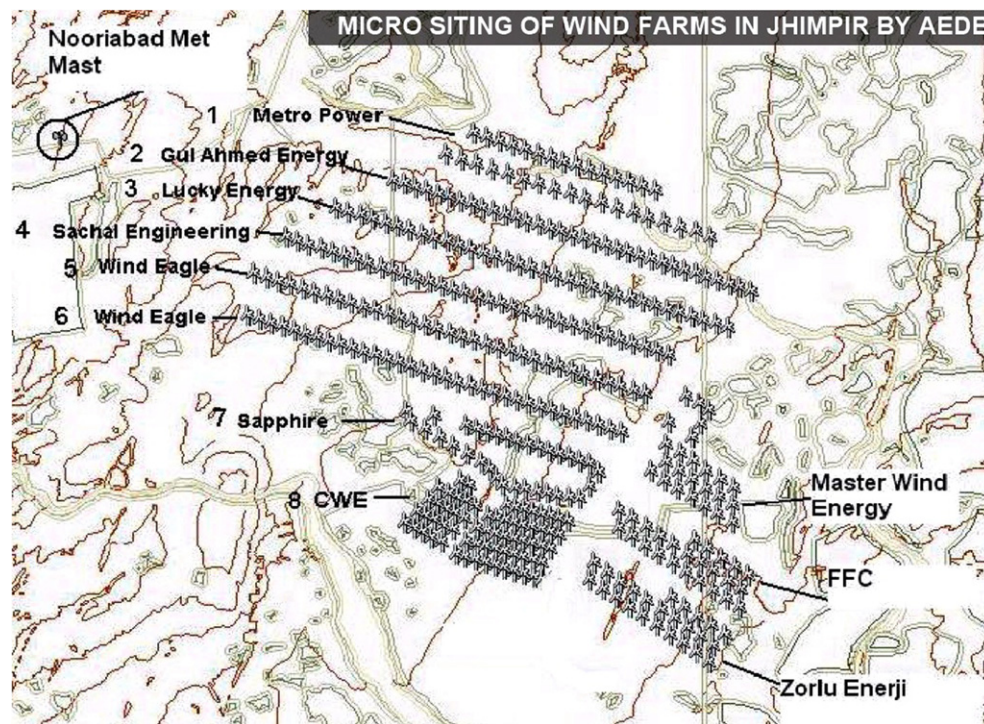 MICRO SITING OF WIND FARMS IN JHIMPIR BY AEDE
Nooriabad Met
Mast
1 Metro Power
2 Gul Ahmed Energy
3 Lucky Energy
4 Sachal Engineering
5 Wind Eagle
6 Wind Eagle
7 Sapphire
8 CWE
Master Wind
Energy
FFC
Zorlu Enerji